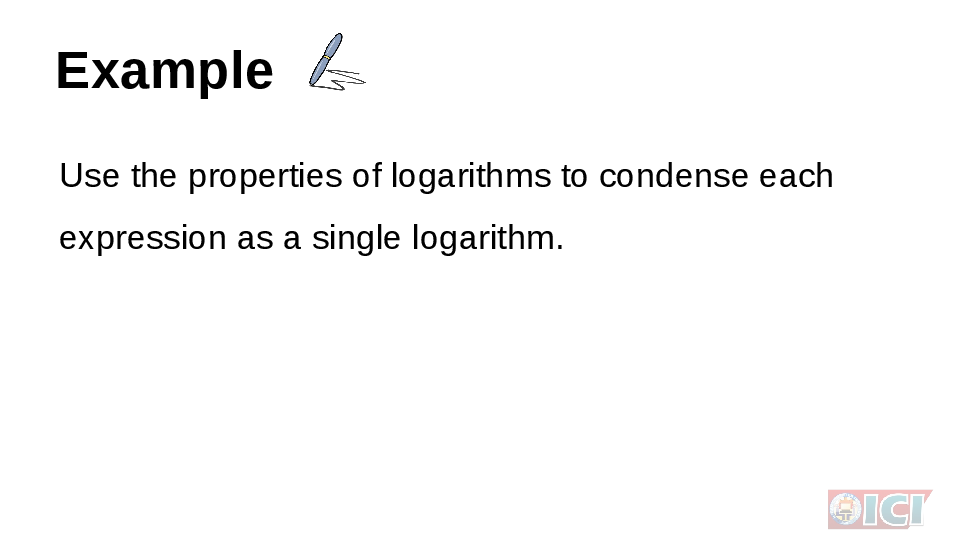 Example
Use the properties of logarithms to condense each
expression as a single logarithm.
ICI